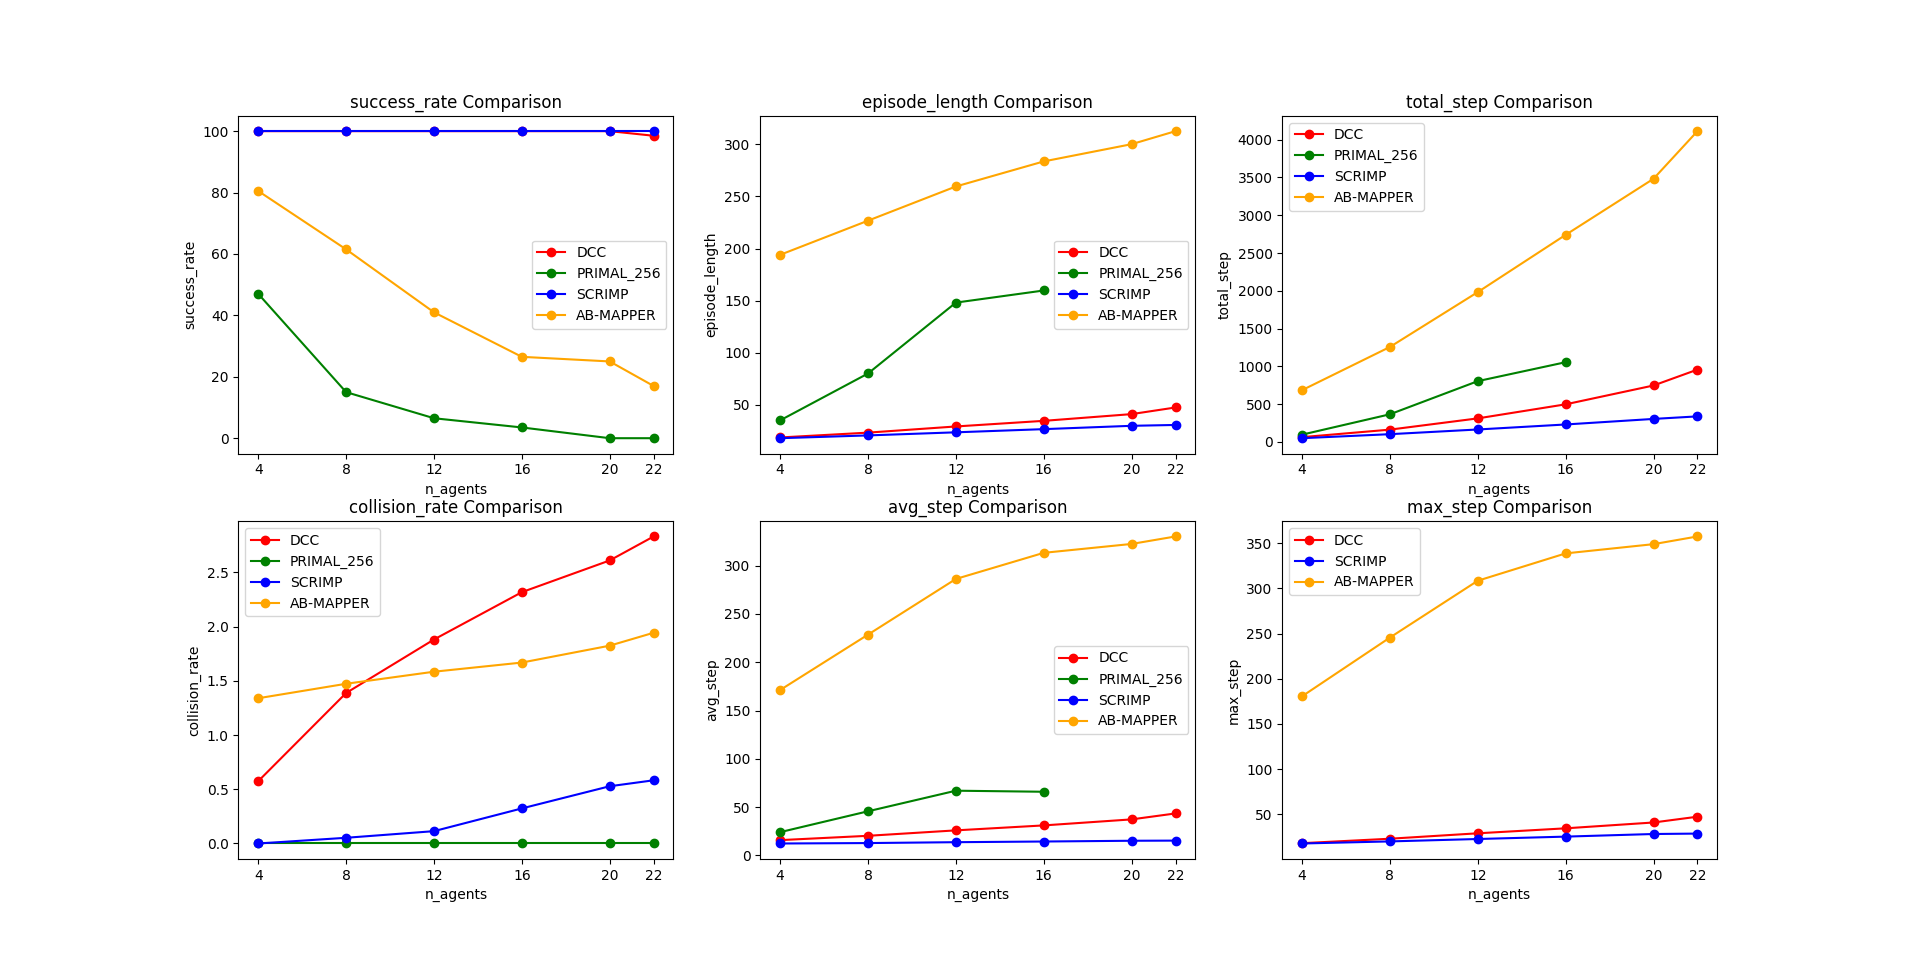 success_rate Comparison
success_rate
100
80
60
40
20
0
DCC
PRIMAL_256
SCRIMP
AB-MAPPER
4 8 12 16 20 22
n_agents
episode_length Comparison
episode_length
300
250
200
150
100
50
DCC
PRIMAL_256
SCRIMP
AB-MAPPER
4 8 12 16 20 22
n_agents
total_step Comparison
total_step
4000
3500
3000
2500
2000
1500
1000
500
0
DCC
PRIMAL_256
SCRIMP
AB-MAPPER
4 8 12 16 20 22
n_agents
collision_rate Comparison
collision_rate
2.5
2.0
1.5
1.0
0.5
0.0
DCC
PRIMAL_256
SCRIMP
AB-MAPPER
4 8 12 16 20 22
n_agents
avg_step Comparison
avg_step
300
250
200
150
100
50
0
DCC
PRIMAL_256
SCRIMP
AB-MAPPER
4 8 12 16 20 22
n_agents
max_step Comparison
max_step
350
300
250
200
150
100
50
DCC
SCRIMP
AB-MAPPER
4 8 12 16 20 22
n_agents